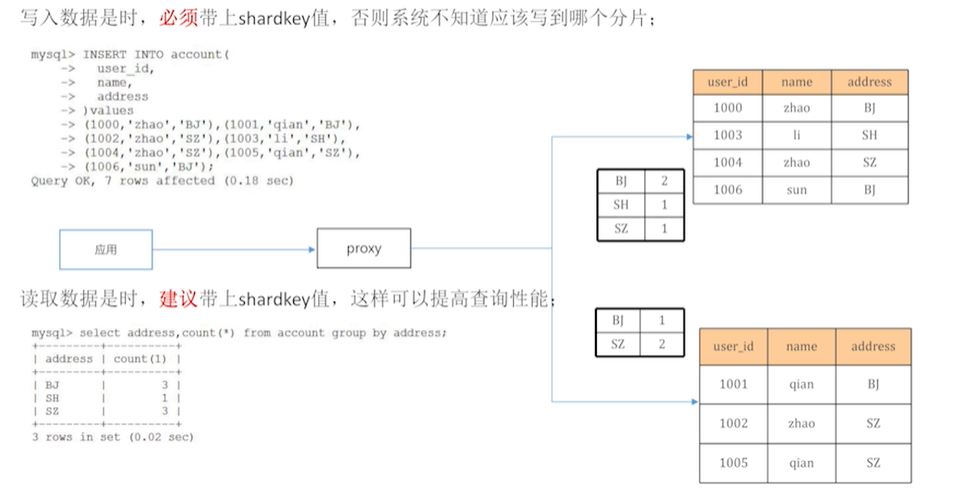 写入数据是时，必须带上shardkey值，否则系统不知道应该写到哪个分片；
mysql> INSERT INTO account(
-> user_id,
-> name,
-> address
-> )values
-> (1000,'zhao','BJ'),(1001,'qian','BJ'),
-> (1002,'zhao','SZ'),(1003,'li','SH'),
-> (1004,'zhao','SZ'),(1005,'qian','SZ'),
-> (1006,'sun','BJ');
Query OK, 7 rows affected (0.18 sec)
user_id name address
1000 zhao BJ
1003 li SH
1004 zhao SZ
1006 sun BJ
BJ 2
SH 1
SZ 1
应用
proxy
读取数据是时，建议带上shardkey值，这样可以提高查询性能；
mysql> select address,count(*) from account group by address;
+---------+----------+
| address | count(1) |
+---------+----------+
| BJ | 3 |
| SH | 1 |
| SZ | 3 |
+---------+----------+
3 rows in set (0.02 sec)
BJ 1
SZ 2
user_id name address
1001 qian BJ
1002 zhao SZ
1005 qian SZ